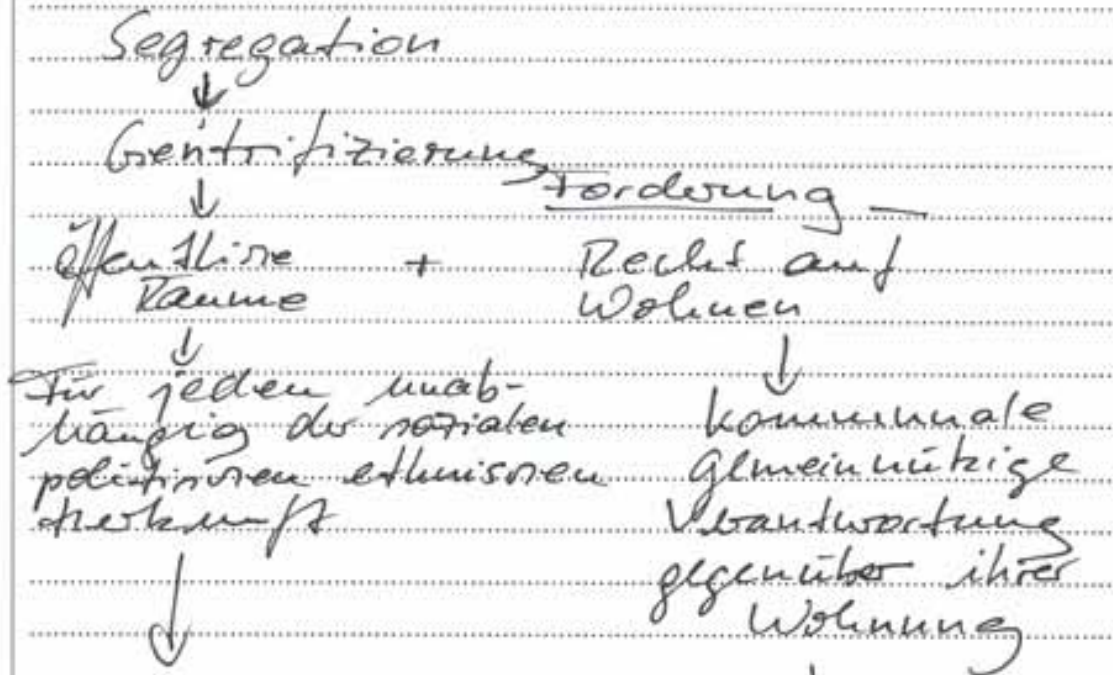 Segregation
↓
Gentrifizierung
↓
Forderung –
öffentliche + Recht auf
Räume Wohnen
↓ ↓
Für jeden unab-
hängig der sozialen kommunale
politischen ethnischen gemeinnützige
Herkunft Verantwortung
↓ gegenüber ihrer
Wohnung